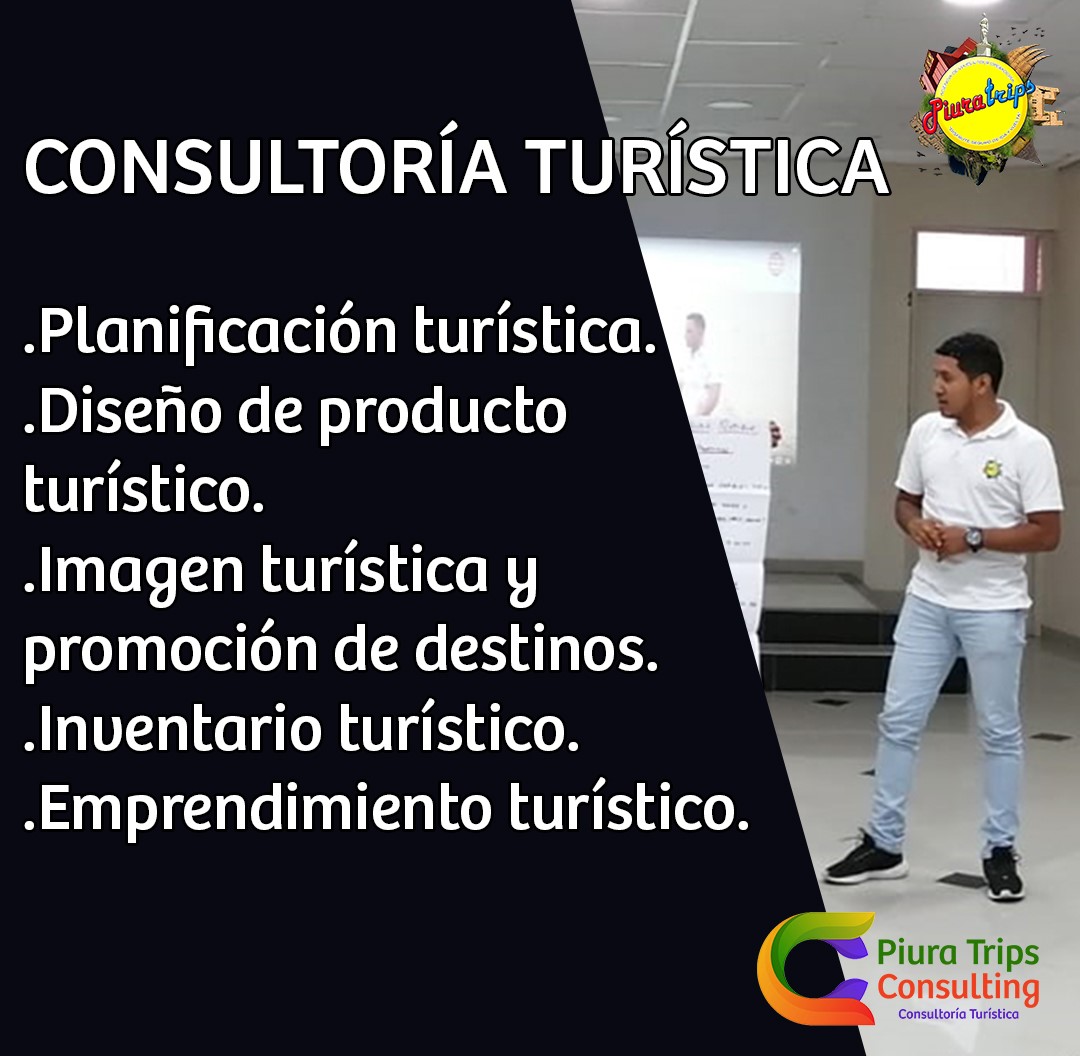 Piura trips
CONSULTORÍA TURÍSTICA
.Planificación turística.
.Diseño de producto
turístico.
.Imagen turística y
promoción de destinos.
.Inventario turístico.
.Emprendimiento turístico.
Piura Trips
Consulting
Consultoría Turística